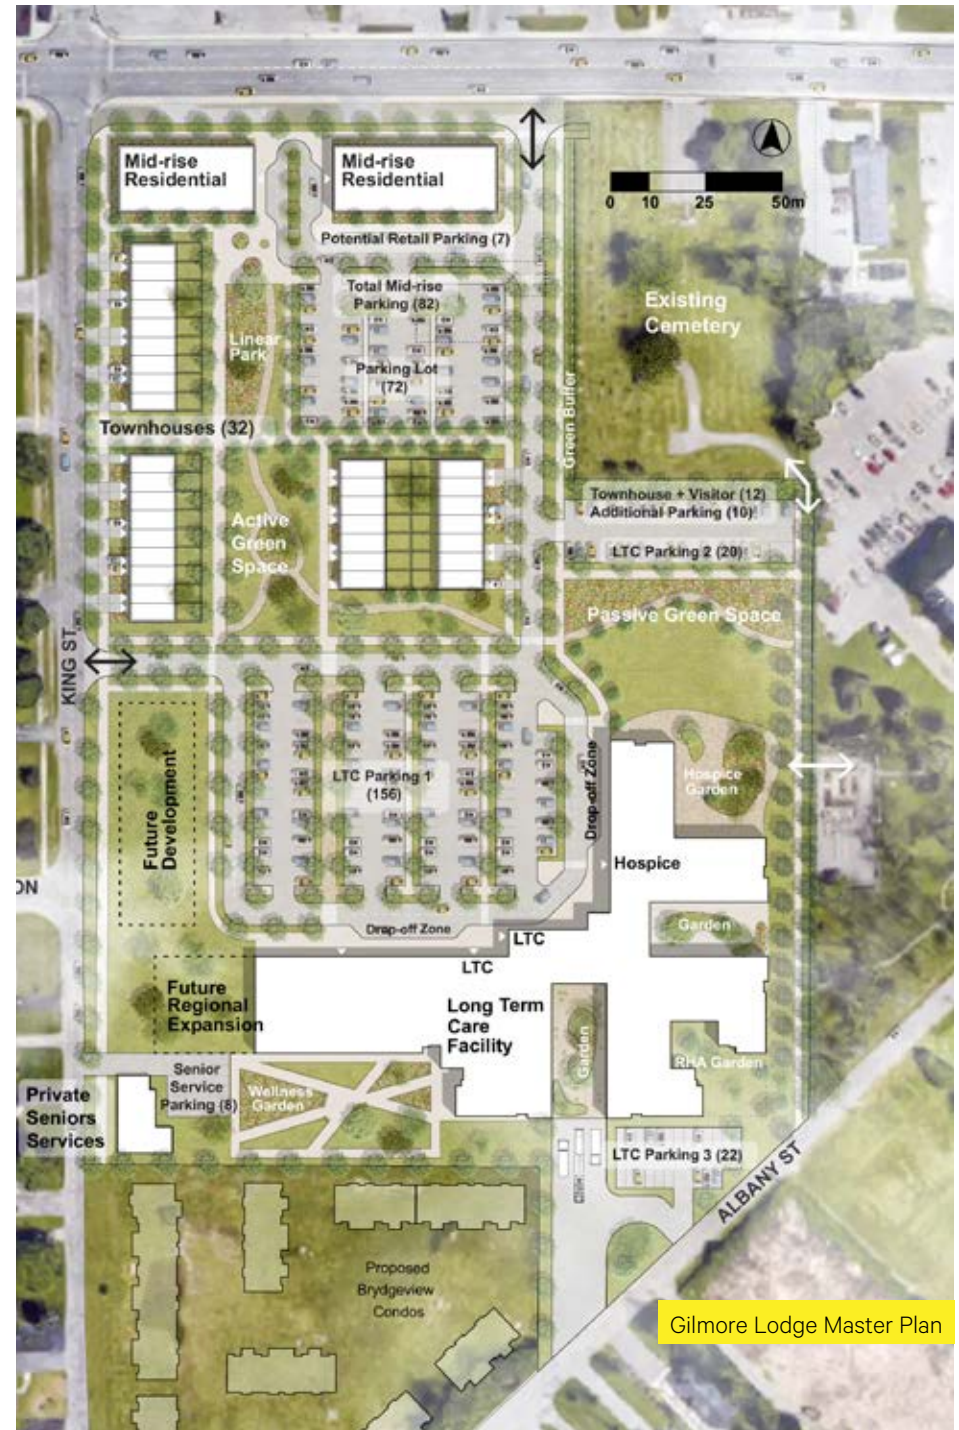 Mid-rise
Residential
Mid-rise
Residential
0 10 25 50m
Potential Retail Parking (7)
Total Mid-rise
Parking (82)
Existing
Cemetery
Linear
Park
Parking Lot
(72)
Green Buffer
Townhouses (32)
Townhouse + Visitor (12)
Additional Parking (10)
Active
Green
Space
LTC Parking 2 (20)
Passive Green Space
KING ST
Future
Development
LTC Parking 1
(156)
Drop-off Zone
Hospice
Garden
Hospice
ON
Drop-off Zone
LTC
Garden
LTC
Future
Regional
Expansion
Long Term
Care
Facility
Garden
RHA Garden
Senior
Service
Parking (8)
Wellness
Garden
Private
Seniors
Services
LTC Parking 3 (22)
ALBANY ST
Proposed
Brydgeview
Condos
Gilmore Lodge Master Plan